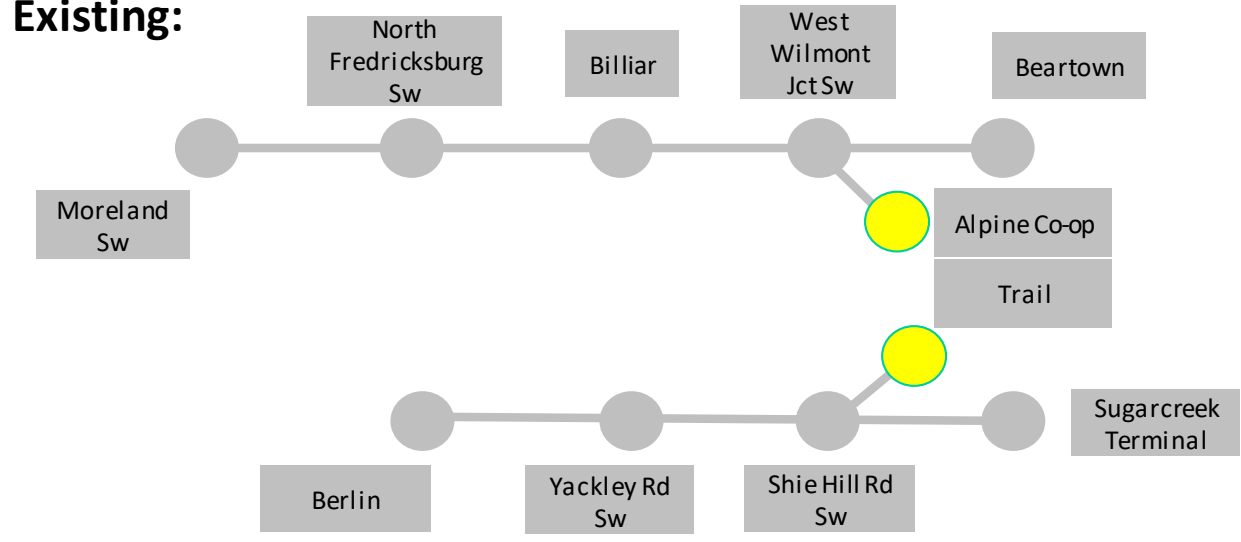 Existing:
North
Fredricksburg
Sw
Billiar
West
Wilmont
Jct Sw
Beartown
Moreland
Sw
Alpine Co-op
Trail
Sugarcreek
Terminal
Berlin
Yackley Rd
Sw
Shie Hill Rd
Sw